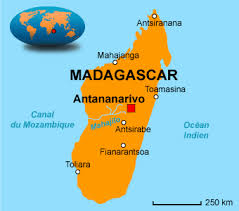 Antsiranana
Mahajanga
MADAGASCAR
Toamasina
Antananarivo
Canal
du Mozambique
Océan
Indien
Antsirabe
Fianarantsoa
Toliara
250 km